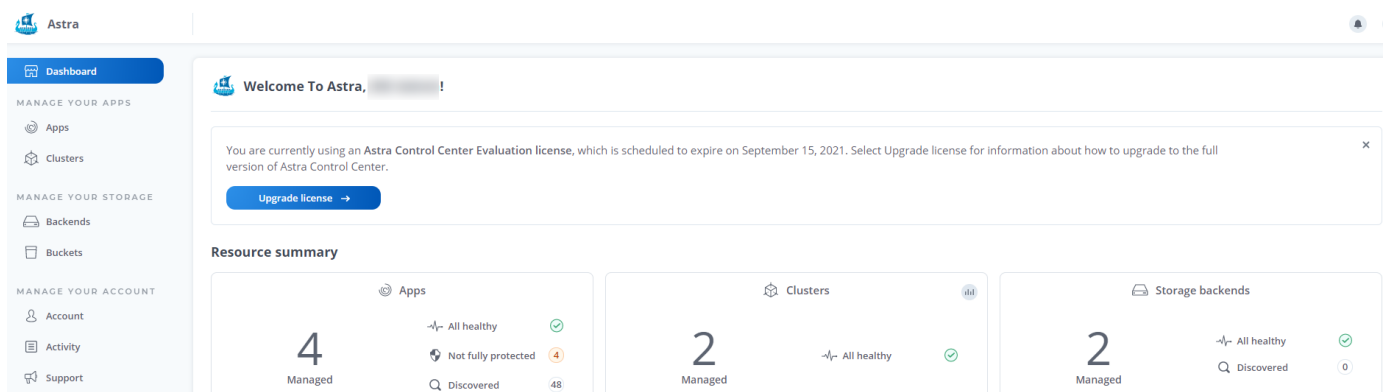 Astra
Dashboard
MANAGE YOUR APPS
Apps
Clusters
MANAGE YOUR STORAGE
Backends
Buckets
MANAGE YOUR ACCOUNT
Account
Activity
Support
Welcome To Astra, !
You are currently using an Astra Control Center Evaluation license, which is scheduled to expire on September 15, 2021. Select Upgrade license for information about how to upgrade to the full
version of Astra Control Center.
Upgrade license →
Resource summary
Apps
4
Managed
All healthy
Not fully protected 4
Discovered 48
Clusters
2
Managed
All healthy
Storage backends
2
Managed
All healthy
Discovered 0